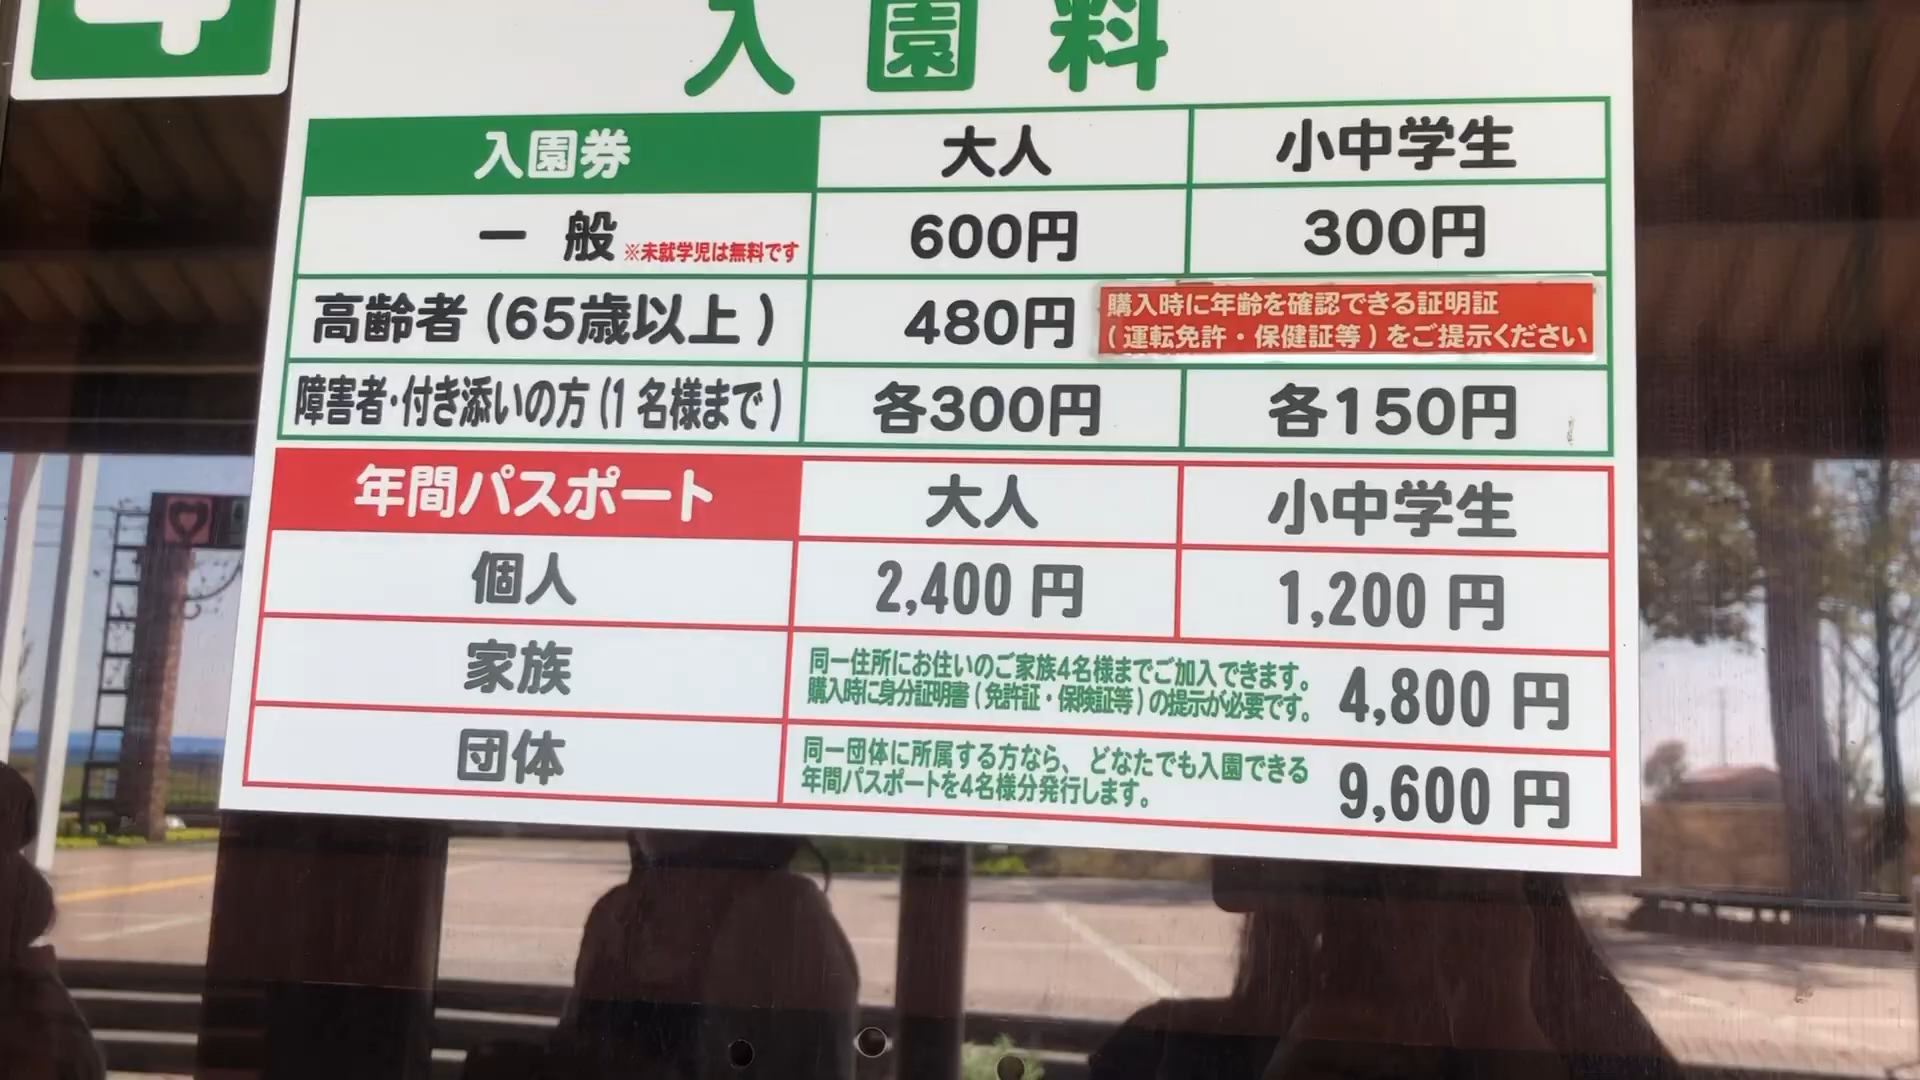 4
入園料
入園券 大人 小中学生
一般 ※未就学児は無料です 600円 300円
高齢者(65歳以上) 480円
購入時に年齢を確認できる証明証
(運転免許・保健証等)をご提示ください
障害者・付き添いの方(1名様まで) 各300円 各150円
年間パスポート 大人 小中学生
個人 2,400円 1,200円
家族
同一住所にお住いのご家族4名様までご加入できます。
購入時に身分証明書(免許証・保険証等)の提示が必要です。
4,800円
団体
同一団体に所属する方なら、どなたでも入園できる
年間パスポートを4名様分発行します。
9,600円